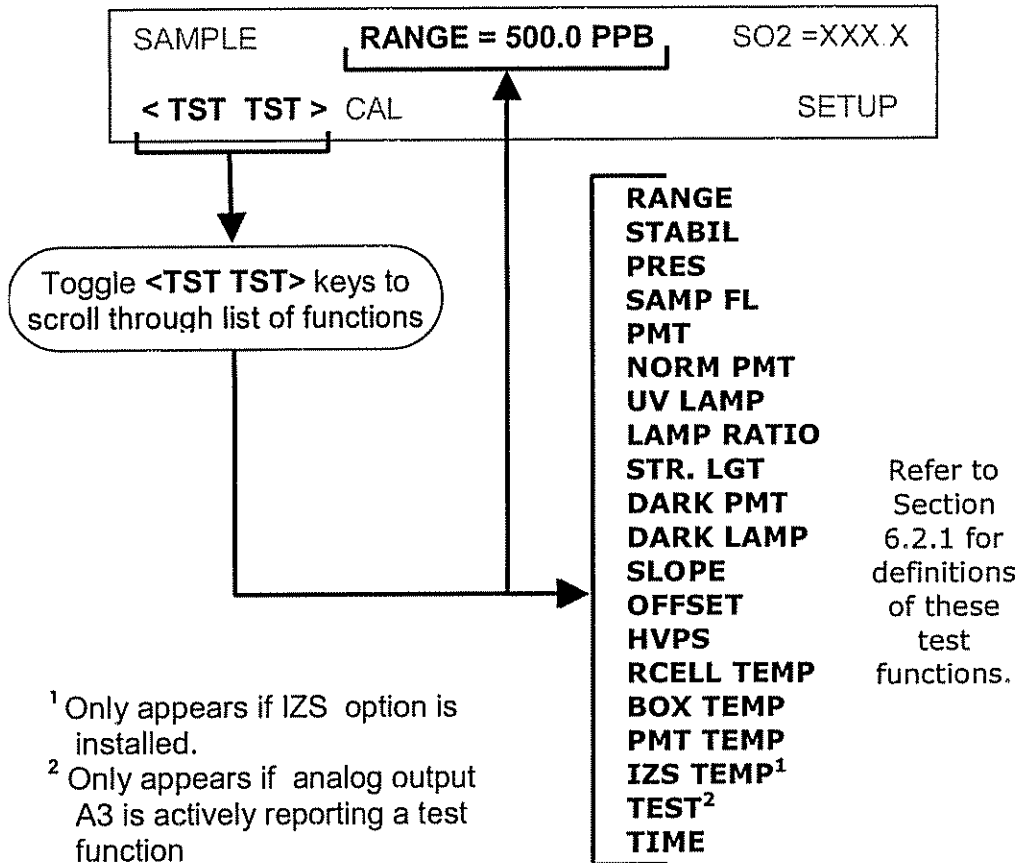 SAMPLE RANGE = 500.0 PPB SO2 =XXX.X
< TST TST > CAL SETUP
Toggle <TST TST> keys to
scroll through list of functions
RANGE
STABIL
PRES
SAMP FL
PMT
NORM PMT
UV LAMP
LAMP RATIO
STR. LGT
DARK PMT
DARK LAMP
SLOPE
OFFSET
HVPS
RCELL TEMP
BOX TEMP
PMT TEMP
IZS TEMP¹
TEST²
TIME
Refer to
Section
6.2.1 for
definitions
of these
test
functions.
¹ Only appears if IZS option is
installed.
² Only appears if analog output
A3 is actively reporting a test
function